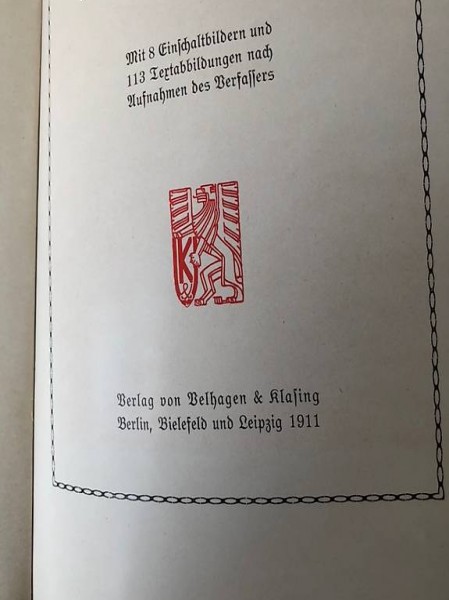 Mit 8 Einschaltbildern und
113 Textabbildungen nach
Aufnahmen des Verfassers
K
&
Verlag von Velhagen & Klasing
Berlin, Bielefeld und Leipzig 1911